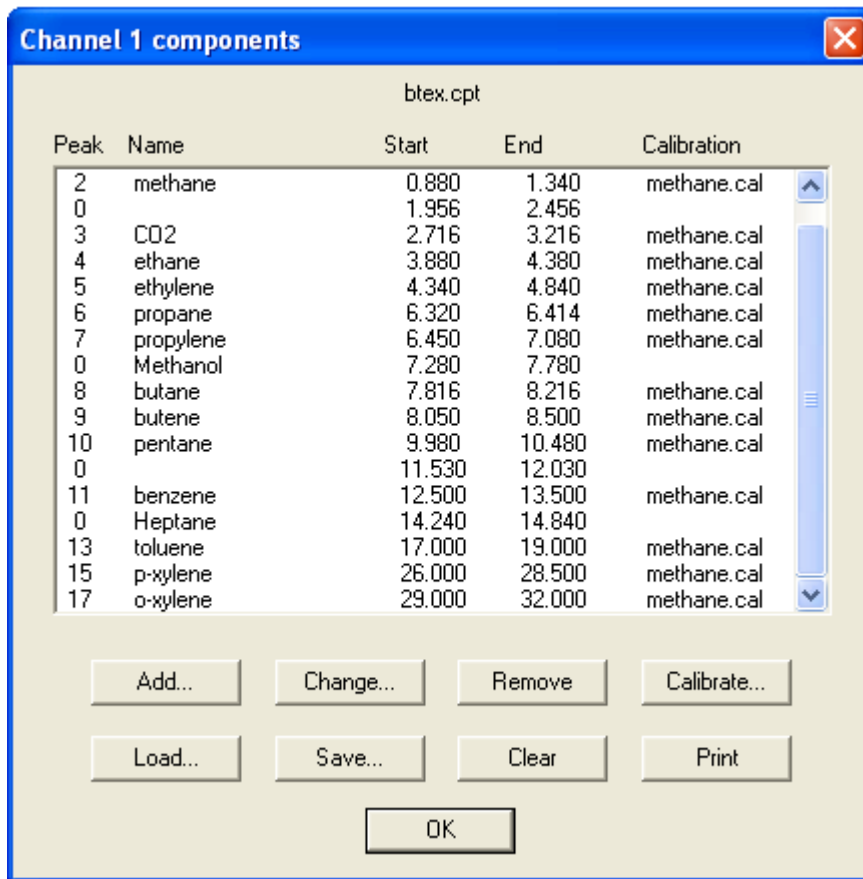 Channel 1 components
btex.cpt
Peak Name Start End Calibration
2 methane 0.880 1.340 methane.cal
0 1.956 2.456
3 CO2 2.716 3.216 methane.cal
4 ethane 3.880 4.380 methane.cal
5 ethylene 4.340 4.840 methane.cal
6 propane 6.320 6.414 methane.cal
7 propylene 6.450 7.080 methane.cal
0 Methanol 7.280 7.780
8 butane 7.816 8.216 methane.cal
9 butene 8.050 8.500 methane.cal
10 pentane 9.980 10.480 methane.cal
0 11.530 12.030
11 benzene 12.500 13.500 methane.cal
0 Heptane 14.240 14.840
13 toluene 17.000 19.000 methane.cal
15 p-xylene 26.000 28.500 methane.cal
17 o-xylene 29.000 32.000 methane.cal
Add... Change... Remove Calibrate...
Load... Save... Clear Print
OK